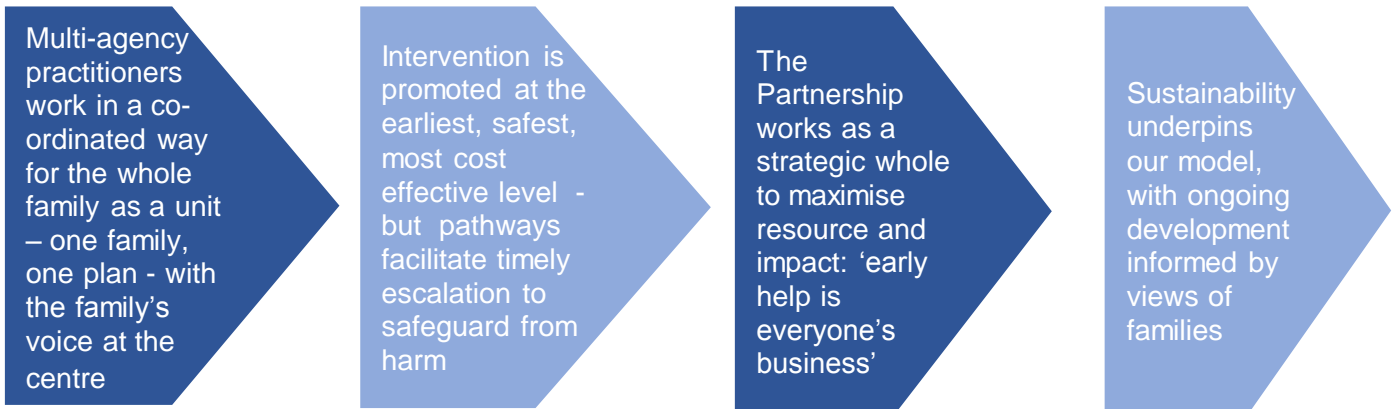 Multi-agency
practitioners
work in a co-
ordinated way
for the whole
family as a unit
– one family,
one plan - with
the family's
voice at the
centre
Intervention is
promoted at the
earliest, safest,
most cost
effective level -
but pathways
facilitate timely
escalation to
safeguard from
harm
The
Partnership
works as a
strategic whole
to maximise
resource and
impact: ‘early
help is
everyone’s
business’
Sustainability
underpins
our model,
with ongoing
development
informed by
views of
families